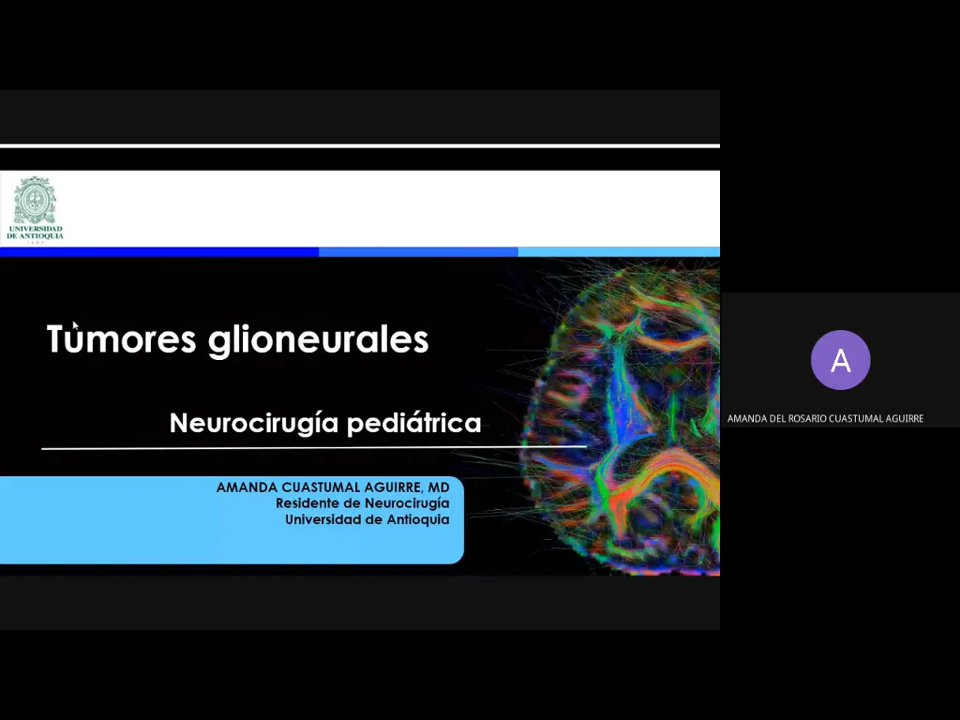 UNIVERSIDAD
DE ANTIOQUIA
Tumores glioneurales
Neurocirugía pediátrica
AMANDA CUASTUMAL AGUIRRE, MD
Residente de Neurocirugía
Universidad de Antioquia
A
AMANDA DEL ROSARIO CUASTUMAL AGUIRRE